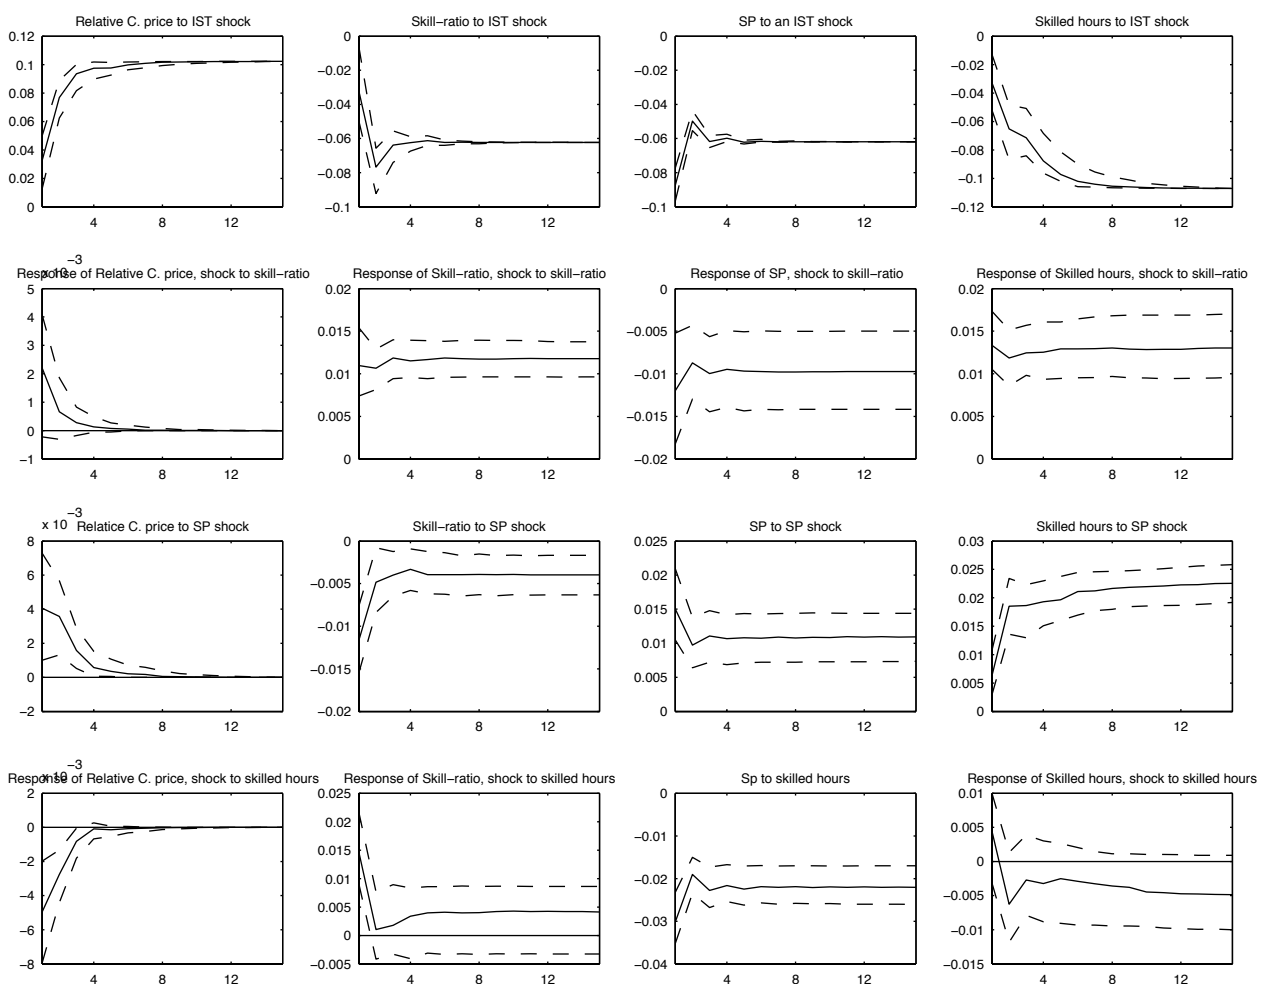 Relative C. price to IST shock
0.12
0.1
0.08
0.06
0.04
0.02
0
4 8 12
Skill−ratio to IST shock
0
−0.02
−0.04
−0.06
−0.08
−0.1
4 8 12
SP to an IST shock
0
−0.02
−0.04
−0.06
−0.08
−0.1
4 8 12
Skilled hours to IST shock
0
−0.02
−0.04
−0.06
−0.08
−0.1
−0.12
4 8 12
x 10−3
Response of Relative C. price, shock to skill−ratio
5
4
3
2
1
0
−1
4 8 12
Response of Skill−ratio, shock to skill−ratio
0.02
0.015
0.01
0.005
0
4 8 12
Response of SP, shock to skill−ratio
0
−0.005
−0.01
−0.015
−0.02
4 8 12
Response of Skilled hours, shock to skill−ratio
0.02
0.015
0.01
0.005
0
4 8 12
x 10−3
Relatice C. price to SP shock
8
6
4
2
0
−2
4 8 12
Skill−ratio to SP shock
0
−0.005
−0.01
−0.015
−0.02
4 8 12
SP to SP shock
0.025
0.02
0.015
0.01
0.005
0
4 8 12
Skilled hours to SP shock
0.03
0.025
0.02
0.015
0.01
0.005
0
4 8 12
x 10−3
Response of Relative C. price, shock to skilled hours
2
0
−2
−4
−6
−8
4 8 12
Response of Skill−ratio, shock to skilled hours
0.025
0.02
0.015
0.01
0.005
0
−0.005
4 8 12
Sp to skilled hours
0
−0.01
−0.02
−0.03
−0.04
4 8 12
Response of Skilled hours, shock to skilled hours
0.01
0.005
0
−0.005
−0.01
−0.015
4 8 12